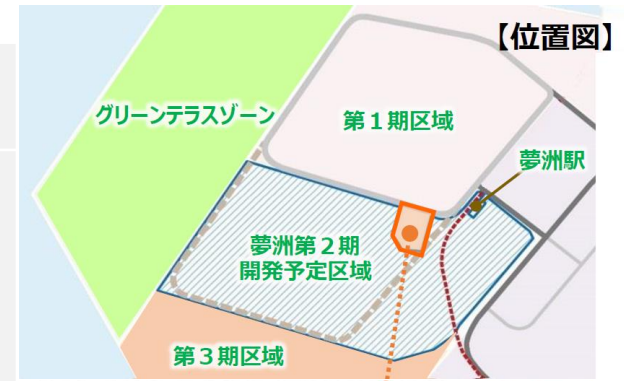 【位置図】
グリーンテラスゾーン
第１期区域
夢洲駅
夢洲第２期
開発予定区域
第３期区域